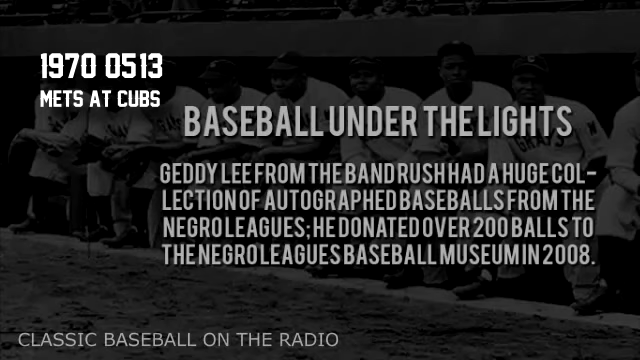 1970 0513
METS AT CUBS
BASEBALL UNDER THE LIGHTS
GEDDY LEE FROM THE BAND RUSH HAD A HUGE COL-
LECTION OF AUTOGRAPHED BASEBALLS FROM THE
NEGRO LEAGUES; HE DONATED OVER 200 BALLS TO
THE NEGRO LEAGUES BASEBALL MUSEUM IN 2008.
CLASSIC BASEBALL ON THE RADIO